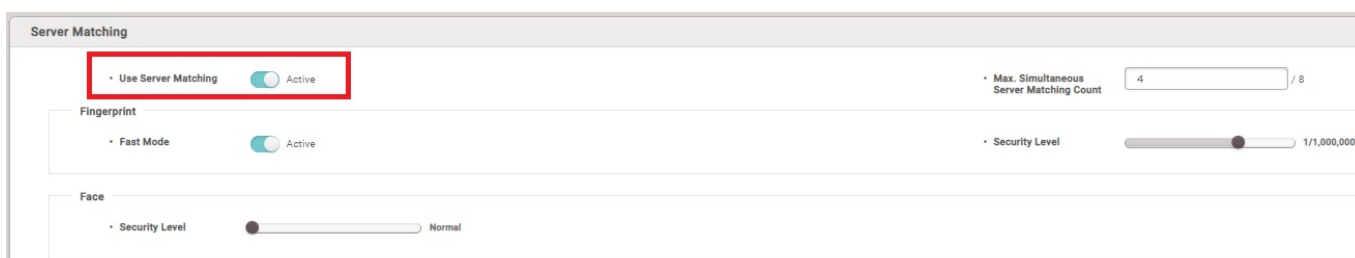 Server Matching
• Use Server Matching Active
• Max. Simultaneous
Server Matching Count 4 / 8
Fingerprint
• Fast Mode Active
• Security Level 1/1,000,000
Face
• Security Level Normal